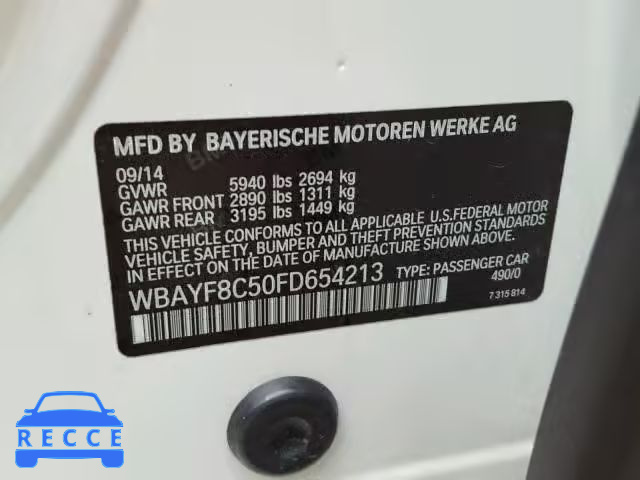 MFD BY BAYERISCHE MOTOREN WERKE AG
09/14
GVWR 5940 lbs 2694 kg
GAWR FRONT 2890 lbs 1311 kg
GAWR REAR 3195 lbs 1449 kg
THIS VEHICLE CONFORMS TO ALL APPLICABLE U.S.FEDERAL MOTOR
VEHICLE SAFETY, BUMPER AND THEFT PREVENTION STANDARDS
IN EFFECT ON THE DATE OF MANUFACTURE SHOWN ABOVE.
WBAYF8C50FD654213 TYPE: PASSENGER CAR
490/0
7 315 814
RECCE